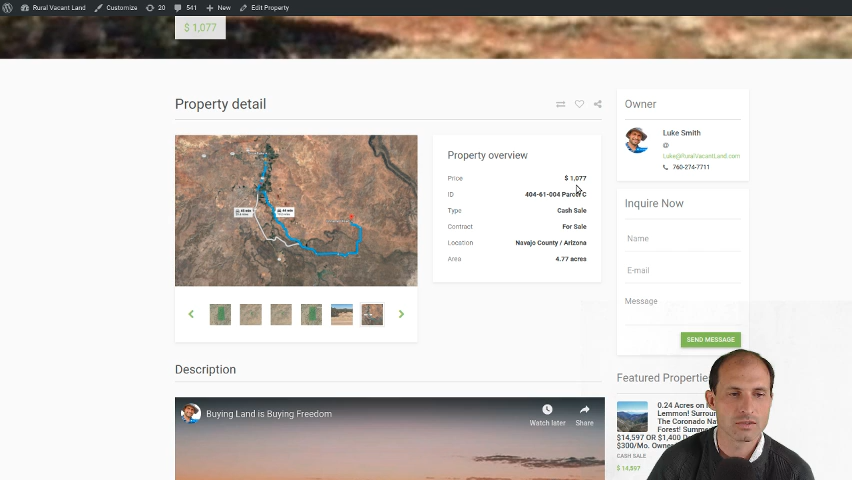 Rural Vacant Land
Customize
20
541
New
Edit Property
$ 1,077
Property detail
Property overview
Price $ 1,077
ID 404-61-004 Parcel C
Type Cash Sale
Contract For Sale
Location Navajo County / Arizona
Area 4.77 acres
Description
Buying Land is Buying Freedom
Watch later
Share
Owner
Luke Smith
@
Luke@RuralVacantLand.com
760-274-7711
Inquire Now
Name
E-mail
Message
SEND MESSAGE
Featured Properti
0.24 Acres on
Lemmon! Surrou
The Coronado Na
Forest! Summe
$14,597 OR $1,400 D
$300/Mo. Owne
CASH SALE
$ 14,597